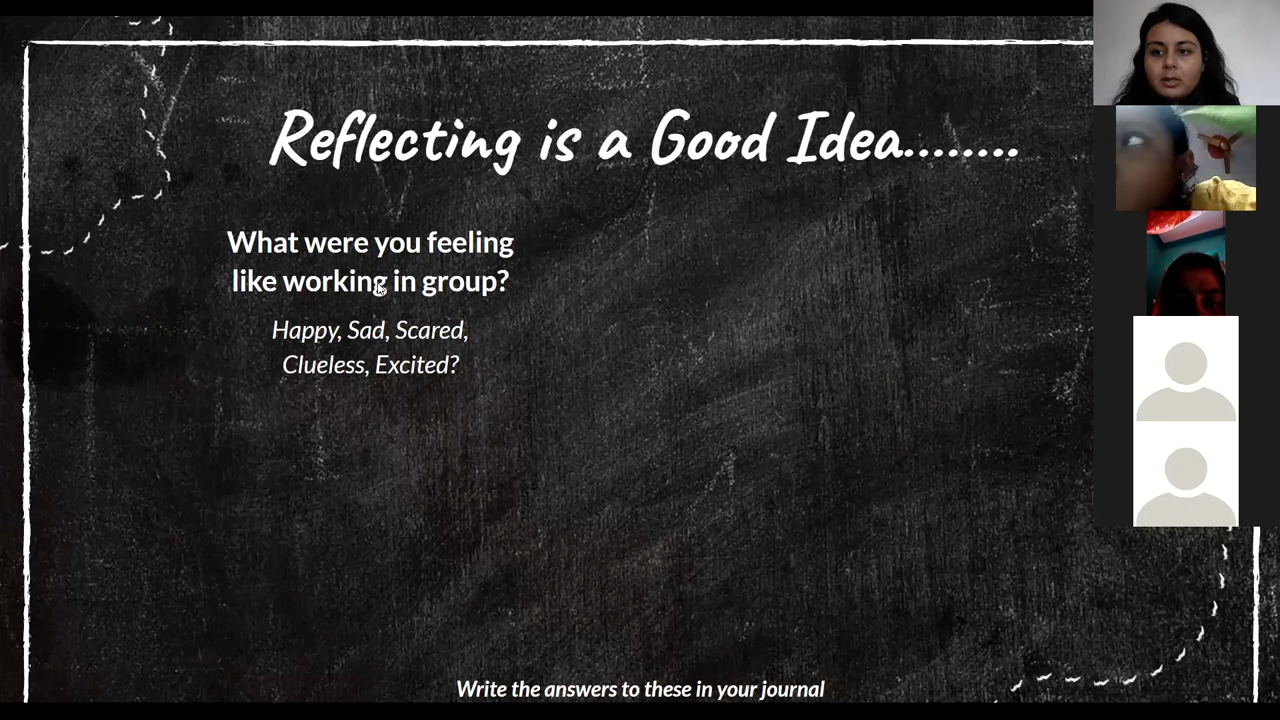 Reflecting is a Good Idea........
What were you feeling
like working in group?
Happy, Sad, Scared,
Clueless, Excited?
Write the answers to these in your journal